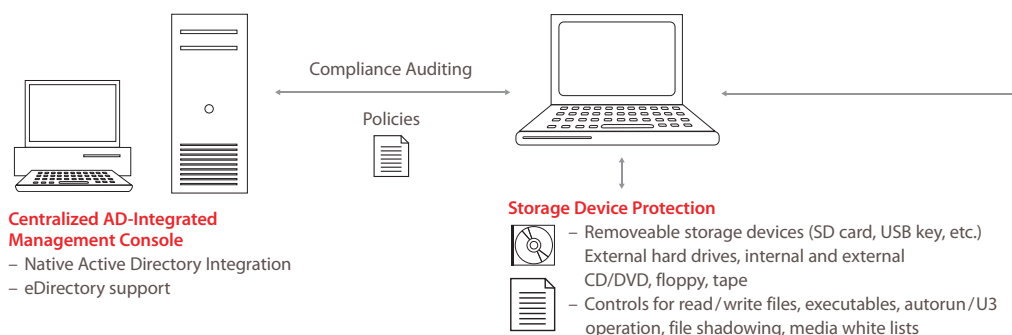 Compliance Auditing
Policies
Centralized AD-Integrated
Management Console
– Native Active Directory Integration
– eDirectory support
Storage Device Protection
– Removeable storage devices (SD card, USB key, etc.)
External hard drives, internal and external
CD/DVD, floppy, tape
– Controls for read/write files, executables, autorun/U3
operation, file shadowing, media white lists